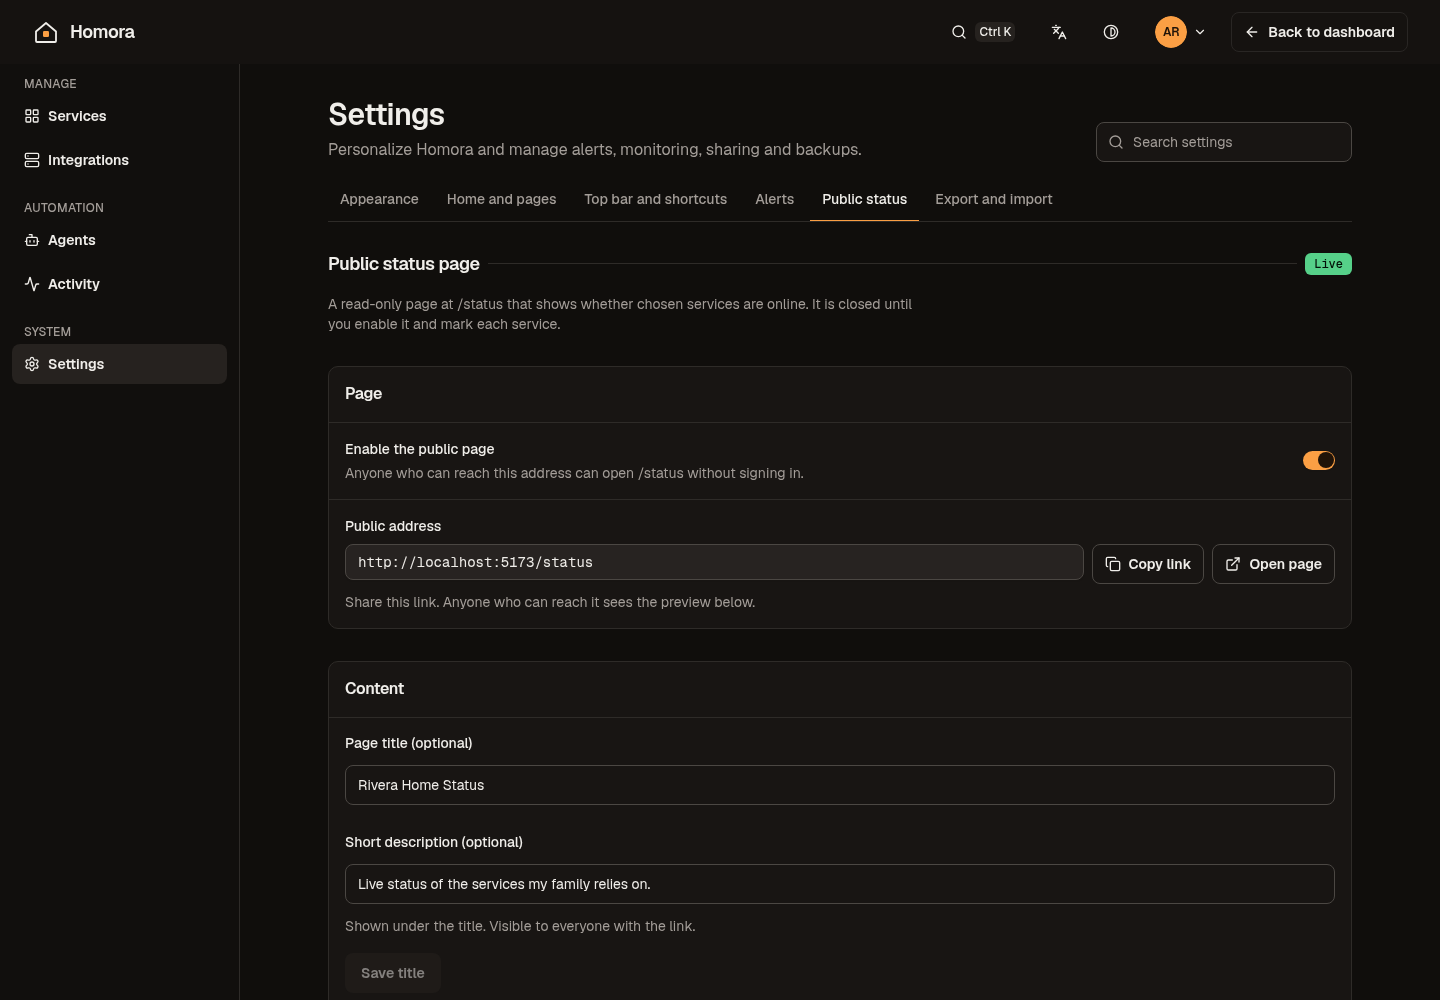 Homora
Ctrl K
AR
Back to dashboard
MANAGE
Services
Integrations
AUTOMATION
Agents
Activity
SYSTEM
Settings
Settings
Personalize Homora and manage alerts, monitoring, sharing and backups.
Search settings
Appearance
Home and pages
Top bar and shortcuts
Alerts
Public status
Export and import
Public status page
Live
A read-only page at /status that shows whether chosen services are online. It is closed until
you enable it and mark each service.
Page
Enable the public page
Anyone who can reach this address can open /status without signing in.
Public address
http://localhost:5173/status
Copy link
Open page
Share this link. Anyone who can reach it sees the preview below.
Content
Page title (optional)
Rivera Home Status
Short description (optional)
Live status of the services my family relies on.
Shown under the title. Visible to everyone with the link.
Save title